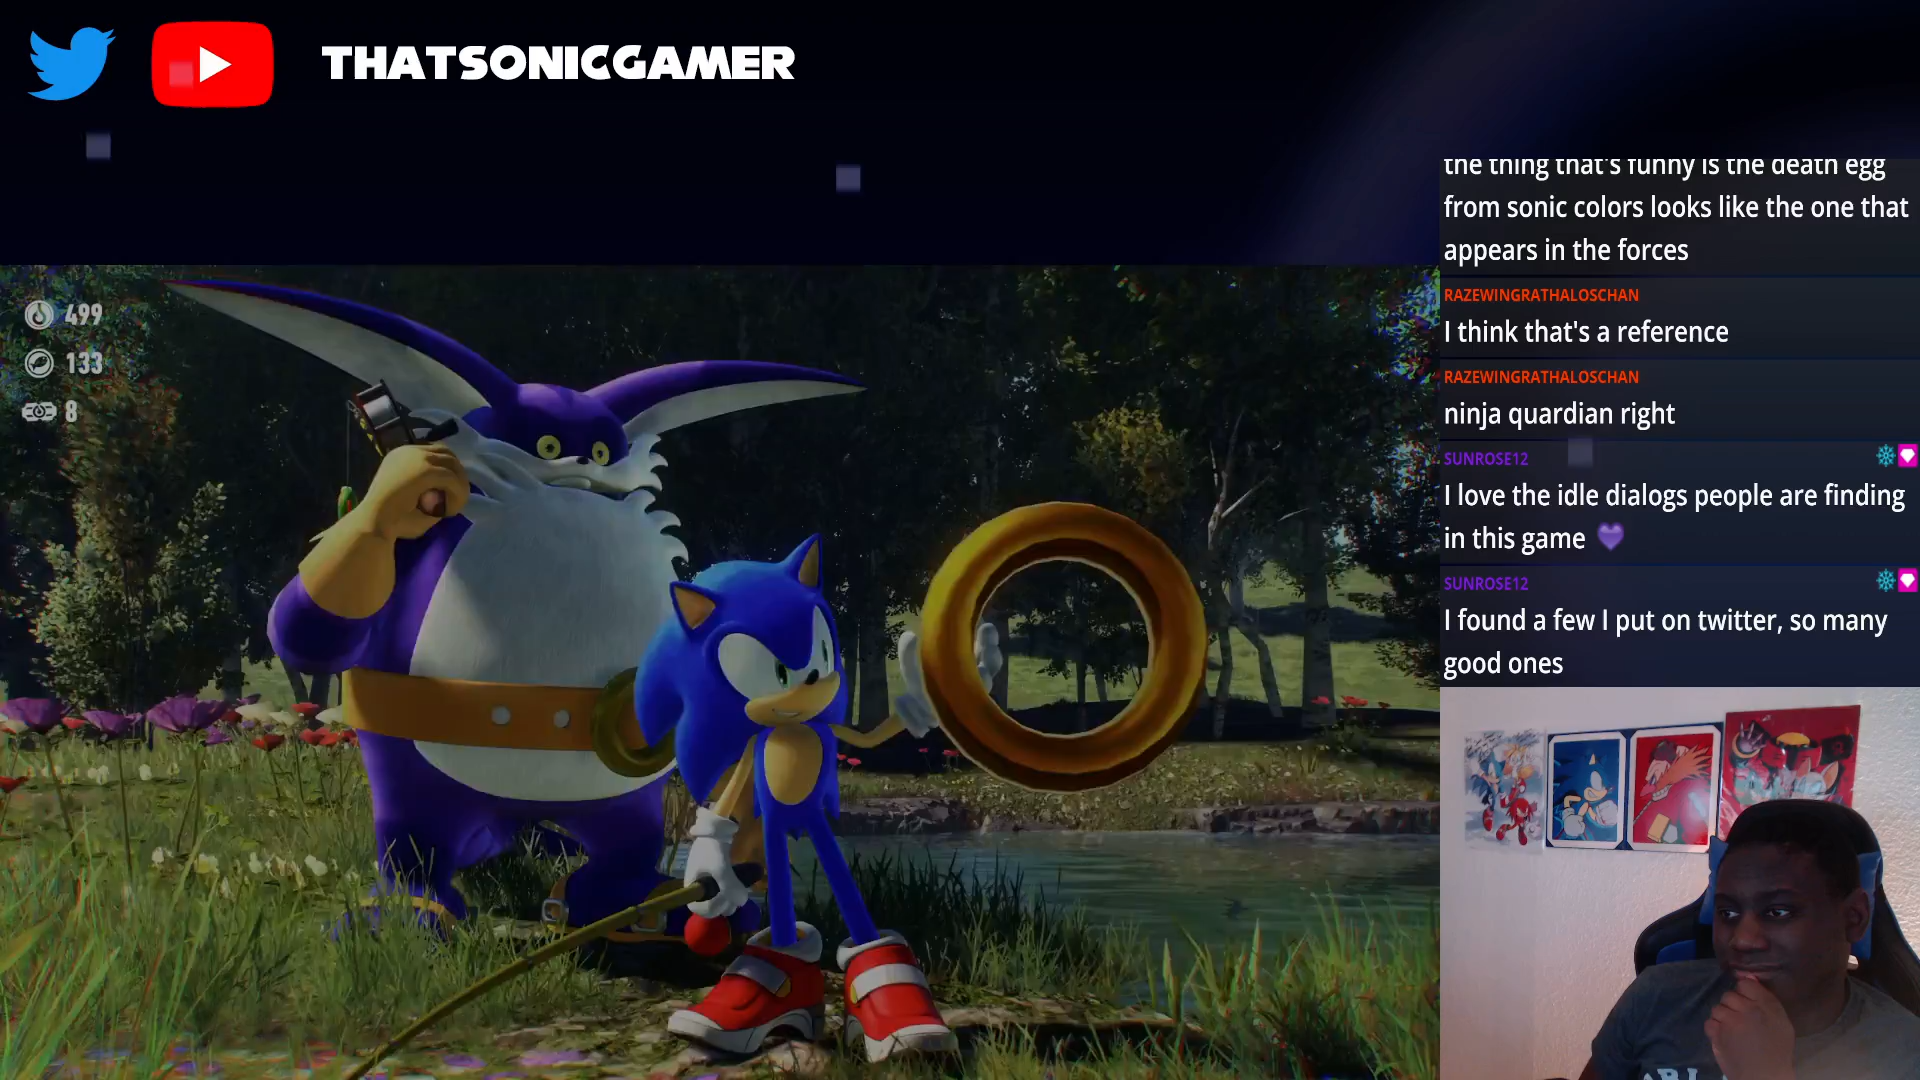 THATSONICGAMER
the thing that's funny is the death egg
from sonic colors looks like the one that
appears in the forces
RAZEWINGRATHALOSCHAN
I think that's a reference
RAZEWINGRATHALOSCHAN
ninja quardian right
SUNROSE12
I love the idle dialogs people are finding
in this game
SUNROSE12
I found a few I put on twitter, so many
good ones
499
133
8